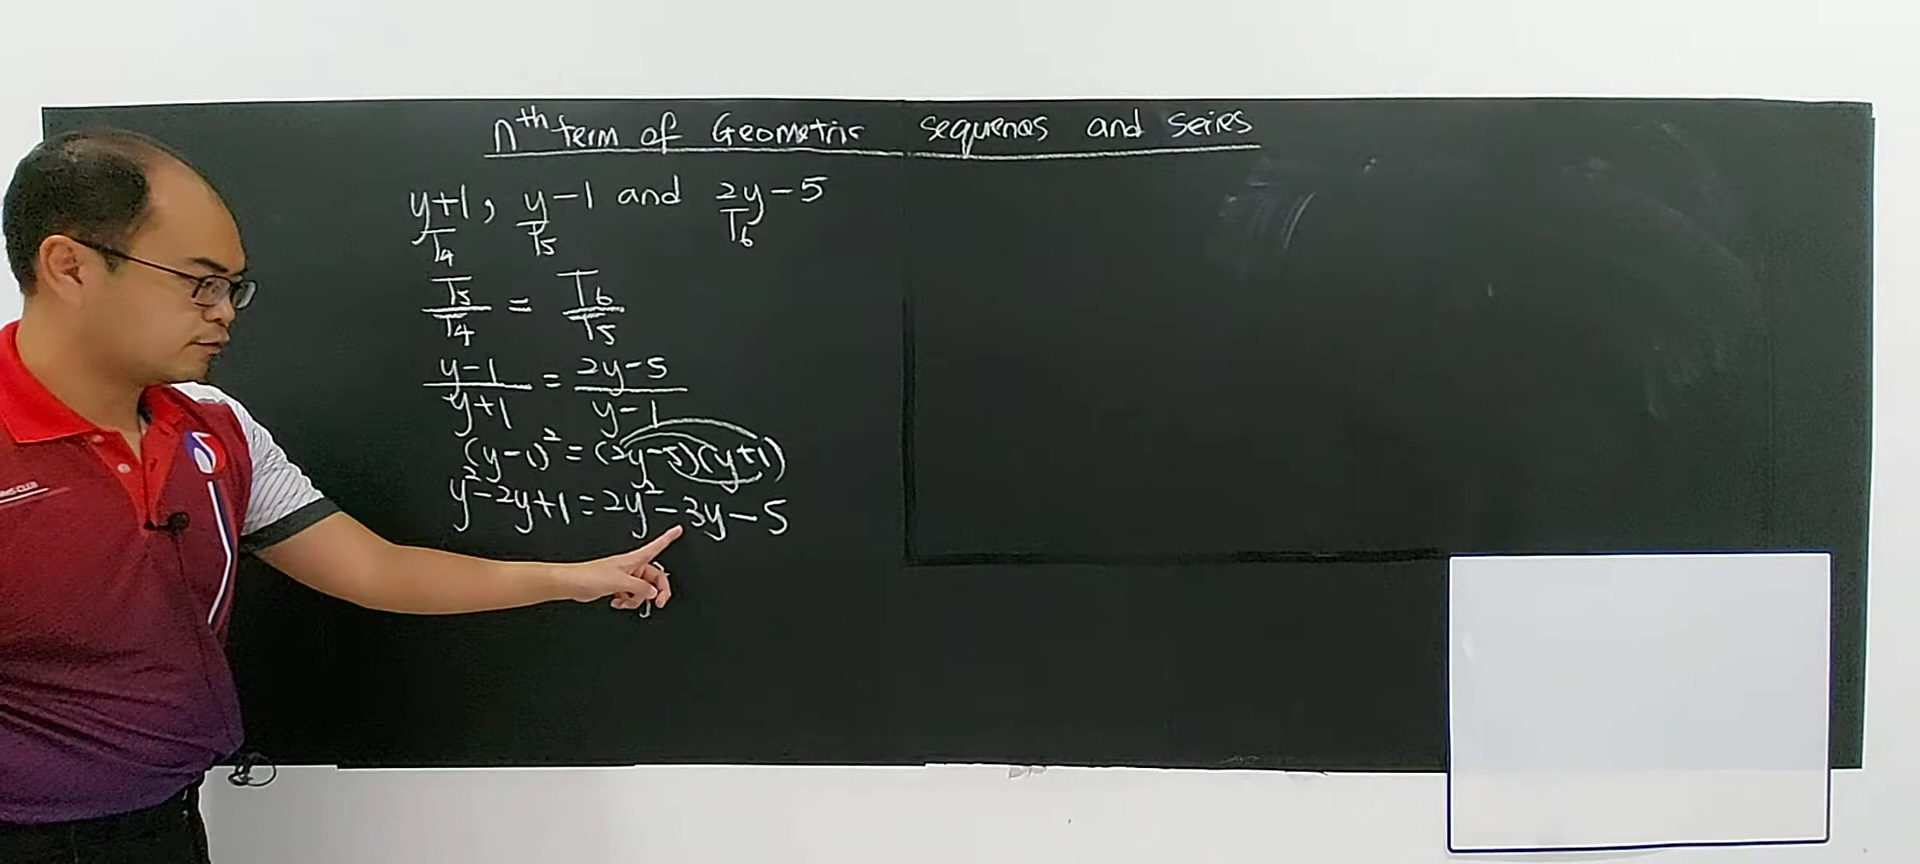 nth term of Geometric sequences and seires
y+1, y-1 and 2y-5
T4 T5 T6
T5/T4 = T6/T5
y-1/y+1 = 2y-5/y-1
(y-1)² = (2y-5)(y+1)
y²-2y+1=2y²-3y-5